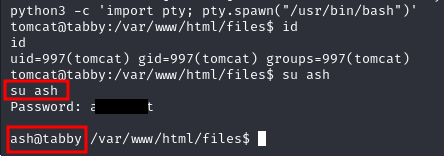 python3 -c 'import pty; pty.spawn("/usr/bin/bash")'
tomcat@tabby:/var/www/html/files$ id
id
uid=997(tomcat) gid=997(tomcat) groups=997(tomcat)
tomcat@tabby:/var/www/html/files$ su ash
su ash
Password: a t
ash@tabby /var/www/html/files$